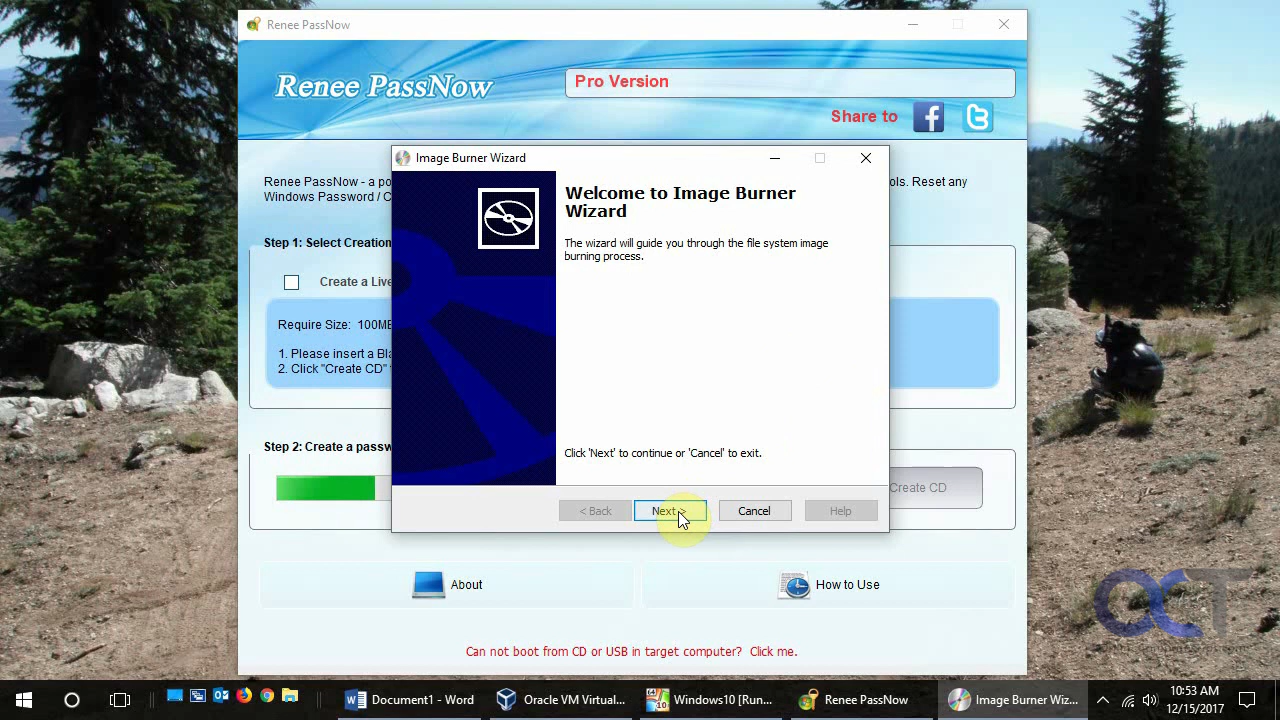 Renee PassNow
Renee PassNow
Pro Version
Share to
Image Burner Wizard
Renee PassNow - a po
ols. Reset any
Windows Password / C
Welcome to Image Burner
Wizard
The wizard will guide you through the file system image
burning process.
Step 1: Select Creation
Create a Live
Require Size: 100MB
1. Please insert a Bla
2. Click "Create CD"
Step 2: Create a passw
Click 'Next' to continue or 'Cancel' to exit.
Create CD
< Back
Next >
Cancel
Help
About
How to Use
OCT
Can not boot from CD or USB in target computer? Click me.
Document1 - Word
Oracle VM Virtual...
Windows10 [Run...
Renee PassNow
Image Burner Wiz...
10:53 AM
12/15/2017